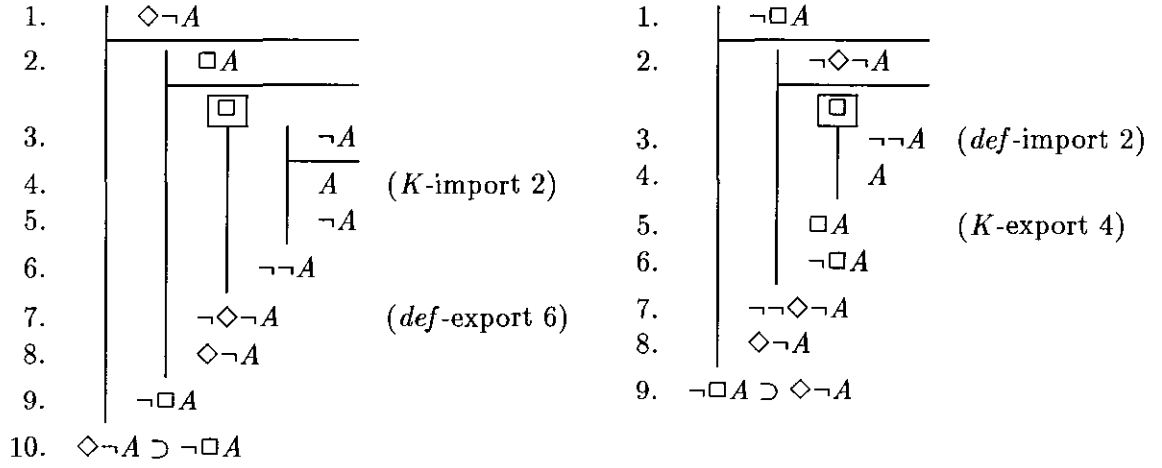 1. ◇¬A
2. □A
□
3. ¬A
4. A (K-import 2)
5. ¬A
6. ¬¬A
7. ¬◇¬A (def-export 6)
8. ◇¬A
9. ¬□A
10. ◇¬A ⊃ ¬□A
1. ¬□A
2. ¬◇¬A
□
3. ¬¬A (def-import 2)
4. A
5. □A (K-export 4)
6. ¬□A
7. ¬¬◇¬A
8. ◇¬A
9. ¬□A ⊃ ◇¬A